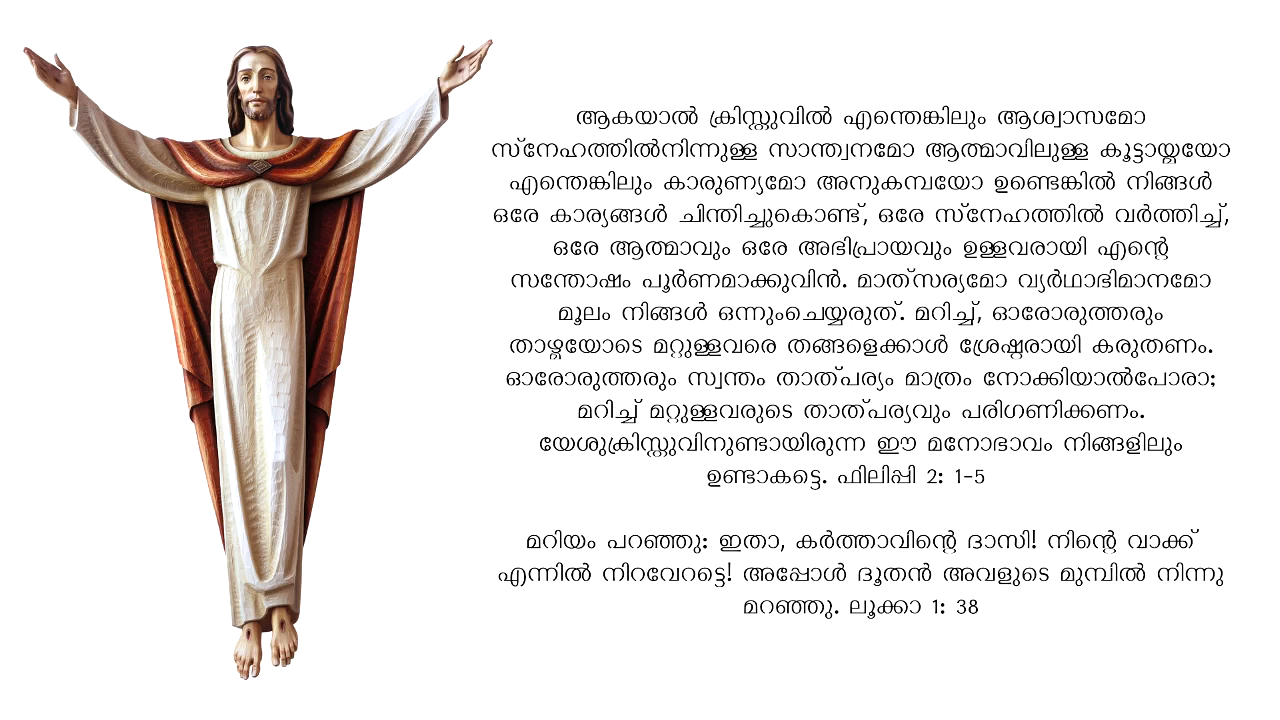 ആകയാൽ ക്രിസ്തുവിൽ എന്തെങ്കിലും ആശ്വാസമോ
സ്നേഹത്തിൽനിന്നുള്ള സാന്ത്വനമോ ആത്മാവിലുള്ള കൂട്ടായ്മയോ
എന്തെങ്കിലും കാരുണ്യമോ അനുകമ്പയോ ഉണ്ടെങ്കിൽ നിങ്ങൾ
ഒരേ കാര്യങ്ങൾ ചിന്തിച്ചുകൊണ്ട്, ഒരേ സ്നേഹത്തിൽ വർത്തിച്ച്,
ഒരേ ആത്മാവും ഒരേ അഭിപ്രായവും ഉള്ളവരായി എന്റെ
സന്തോഷം പൂർണമാക്കുവിൻ. മാത്സര്യമോ വ്യർഥാഭിമാനമോ
മൂലം നിങ്ങൾ ഒന്നുംചെയ്യരുത്. മറിച്ച്, ഓരോരുത്തരും
താഴ്മയോടെ മറ്റുള്ളവരെ തങ്ങളെക്കാൾ ശ്രേഷ്ഠരായി കരുതണം.
ഓരോരുത്തരും സ്വന്തം താത്പര്യം മാത്രം നോക്കിയാൽപോരാ;
മറിച്ച് മറ്റുള്ളവരുടെ താത്പര്യവും പരിഗണിക്കണം.
യേശുക്രിസ്തുവിനുണ്ടായിരുന്ന ഈ മനോഭാവം നിങ്ങളിലും
ഉണ്ടാകട്ടെ. ഫിലിപ്പി 2: 1-5
മറിയം പറഞ്ഞു: ഇതാ, കർത്താവിന്റെ ദാസി! നിന്റെ വാക്ക്
എന്നിൽ നിറവേറട്ടെ! അപ്പോൾ ദൂതൻ അവളുടെ മുമ്പിൽ നിന്നു
മറഞ്ഞു. ലൂക്കാ 1: 38